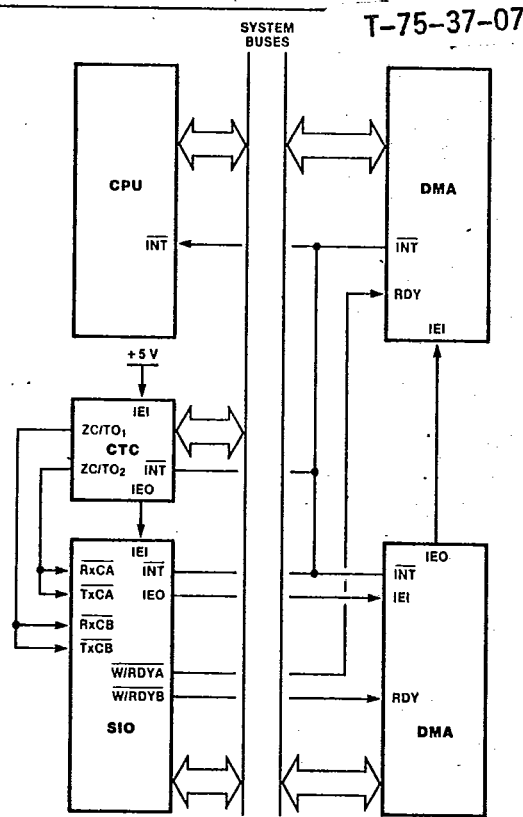 T-75-37-07
SYSTEM
BUSES
CPU
INT
DMA
INT
RDY
IEI
+5 V
IEI
ZC/TO1
CTC
ZC/TO2
INT
IEO
IEI
RxCA
INT
TxCA
IEO
RxCB
TxCB
W/RDYA
W/RDYB
SIO
IEO
INT
IEI
RDY
DMA